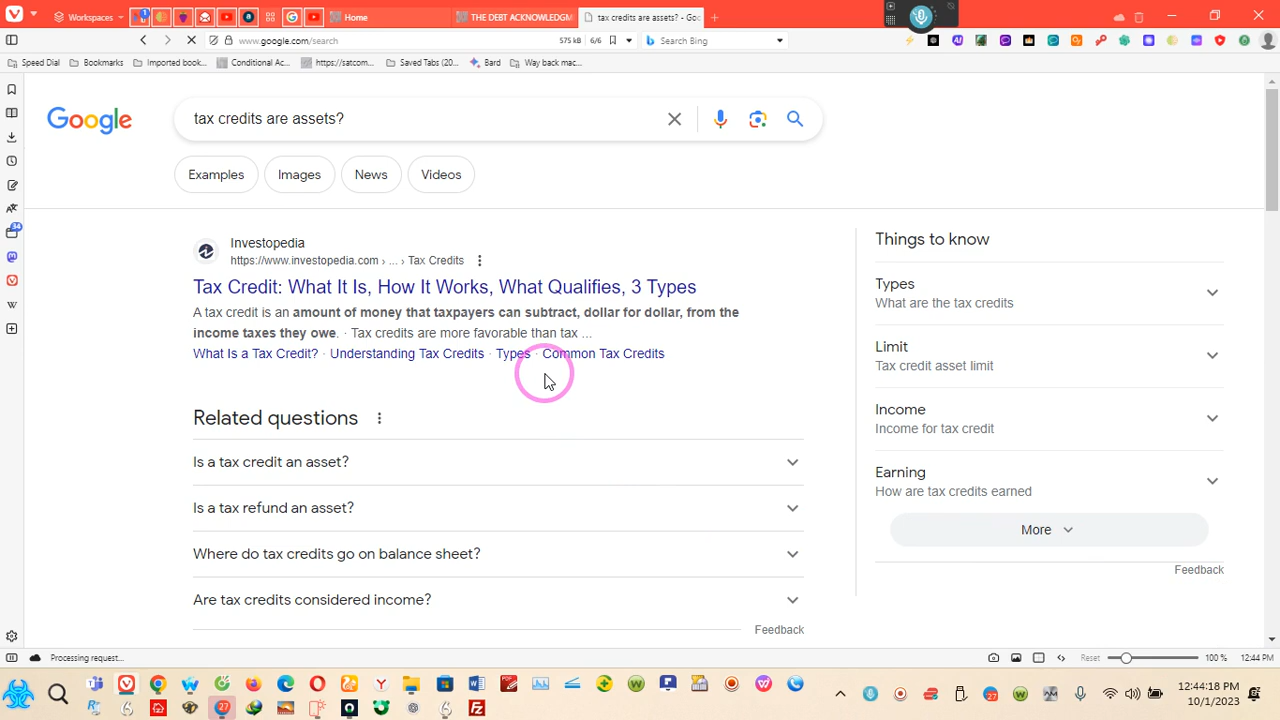 Workspaces
Home
THE DEBT ACKNOWLEDGM
tax credits are assets? - Goo
www.google.com/search
575 kB
6/6
Search Bing
Speed Dial
Bookmarks
Imported book...
Conditional Ac...
https://satcom...
Saved Tabs (20...
Bard
Way back mac...
Google
tax credits are assets?
Examples
Images
News
Videos
Investopedia
https://www.investopedia.com › ... › Tax Credits
Tax Credit: What It Is, How It Works, What Qualifies, 3 Types
A tax credit is an amount of money that taxpayers can subtract, dollar for dollar, from the
income taxes they owe. · Tax credits are more favorable than tax ...
What Is a Tax Credit? · Understanding Tax Credits · Types · Common Tax Credits
Related questions
Is a tax credit an asset?
Is a tax refund an asset?
Where do tax credits go on balance sheet?
Are tax credits considered income?
Feedback
Things to know
Types
What are the tax credits
Limit
Tax credit asset limit
Income
Income for tax credit
Earning
How are tax credits earned
More
Feedback
Processing request...
Reset
100 %
12:44 PM
12:44:18 PM
10/1/2023